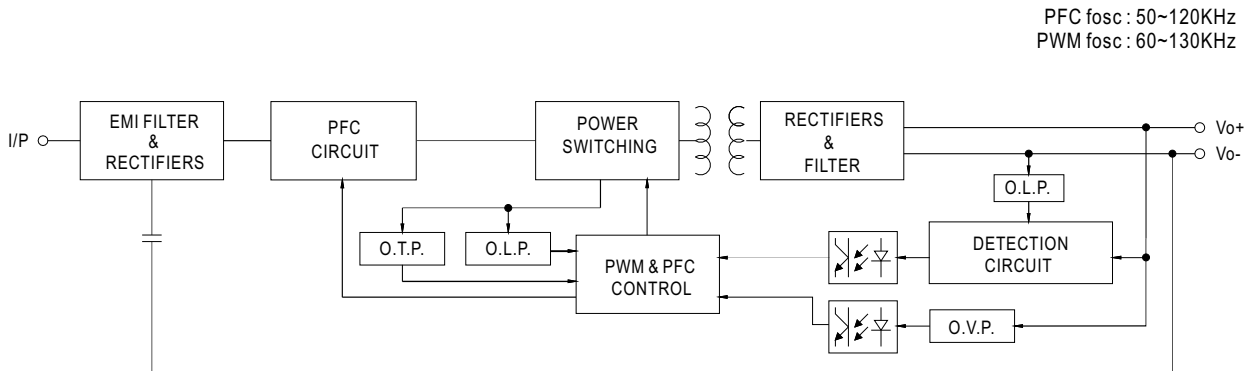 PFC fosc : 50~120KHz
PWM fosc : 60~130KHz
I/P
EMI FILTER
&
RECTIFIERS
PFC
CIRCUIT
POWER
SWITCHING
RECTIFIERS
&
FILTER
Vo+
Vo-
O.L.P.
O.T.P.
O.L.P.
PWM & PFC
CONTROL
DETECTION
CIRCUIT
O.V.P.